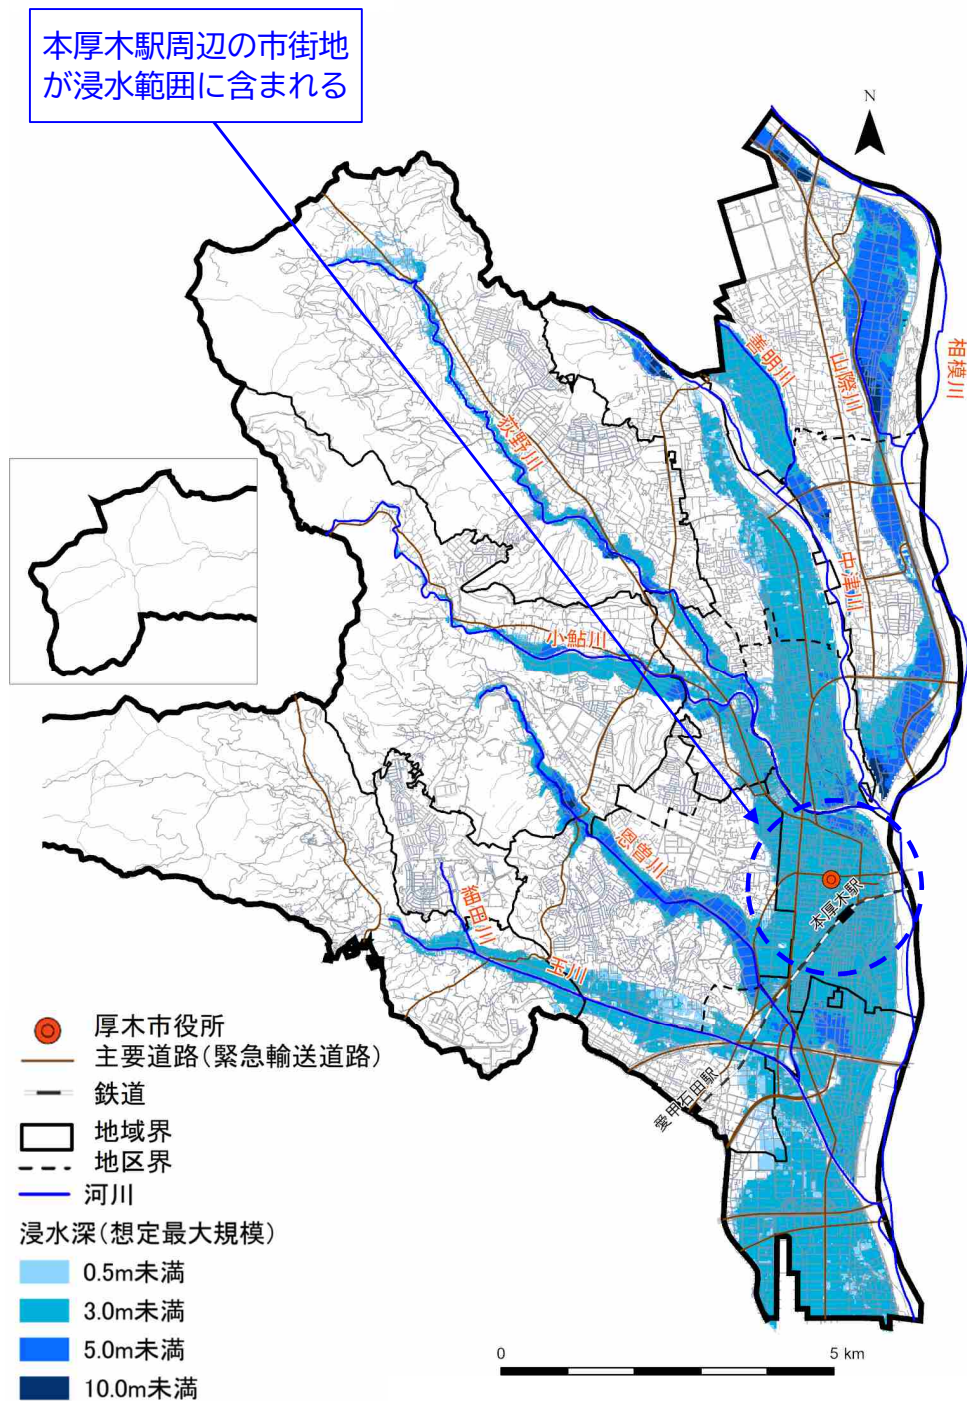 本厚木駅周辺の市街地
が浸水範囲に含まれる
N
相模川
善明川
山際川
荻野川
中津川
小鮎川
恩曽川
本厚木駅
細田川
玉川
愛甲石田駅
厚木市役所
主要道路(緊急輸送道路)
鉄道
地域界
地区界
河川
浸水深(想定最大規模)
0.5m未満
3.0m未満
5.0m未満
10.0m未満
0
5 km